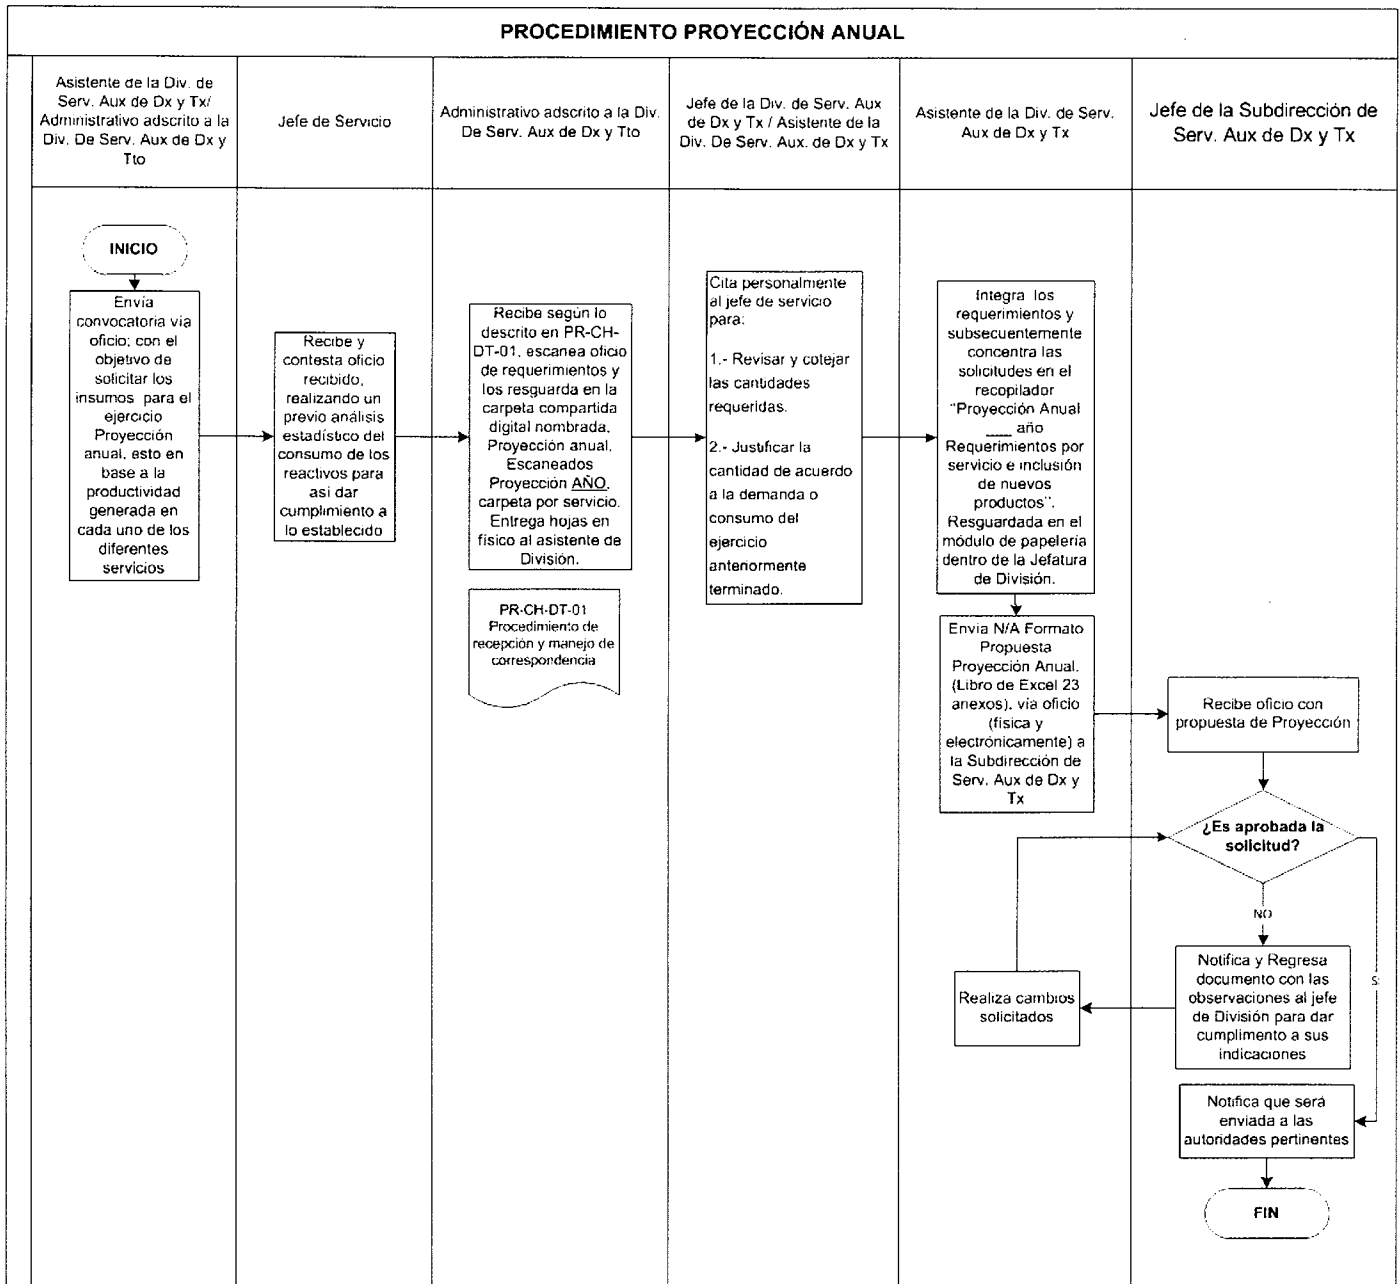 PROCEDIMIENTO PROYECCIÓN ANUAL
Asistente de la Div. de
Serv. Aux de Dx y Tx/
Administrativo adscrito a la
Div. De Serv. Aux de Dx y
Tto
Jefe de Servicio
Administrativo adscrito a la Div.
De Serv. Aux de Dx y Tto
Jefe de la Div. de Serv. Aux
de Dx y Tx / Asistente de la
Div. De Serv. Aux. de Dx y Tx
Asistente de la Div. de Serv.
Aux de Dx y Tx
Jefe de la Subdirección de
Serv. Aux de Dx y Tx
INICIO
Envía
convocatoria vía
oficio; con el
objetivo de
solicitar los
insumos para el
ejercicio
Proyección
anual, esto en
base a la
productividad
generada en
cada uno de los
diferentes
servicios
Recibe y
contesta oficio
recibido,
realizando un
previo análisis
estadístico del
consumo de los
reactivos para
asi dar
cumplimiento a
lo establecido
Recibe según lo
descrito en PR-CH-
DT-01, escanea oficio
de requerimientos y
los resguarda en la
carpeta compartida
digital nombrada,
Proyección anual,
Escaneados
Proyección AÑO,
carpeta por servicio.
Entrega hojas en
físico al asistente de
División.
PR-CH-DT-01
Procedimiento de
recepción y manejo de
correspondencia
Cita personalmente
al jefe de servicio
para:
1.- Revisar y cotejar
las cantidades
requeridas.
2.- Justificar la
cantidad de acuerdo
a la demanda o
consumo del
ejercicio
anteriormente
terminado.
Integra los
requerimientos y
subsecuentemente
concentra las
solicitudes en el
recopilador
"Proyección Anual
____ año
Requerimientos por
servicio e inclusión
de nuevos
productos".
Resguardada en el
módulo de papelería
dentro de la Jefatura
de División.
Envía N/A Formato
Propuesta
Proyección Anual.
(Libro de Excel 23
anexos), vía oficio
(física y
electrónicamente) a
la Subdirección de
Serv. Aux de Dx y
Tx
Recibe oficio con
propuesta de Proyección
¿Es aprobada la
solicitud?
NO
Notifica y Regresa
documento con las
observaciones al jefe
de División para dar
cumplimento a sus
indicaciones
Realiza cambios
solicitados
Notifica que será
enviada a las
autoridades pertinentes
FIN